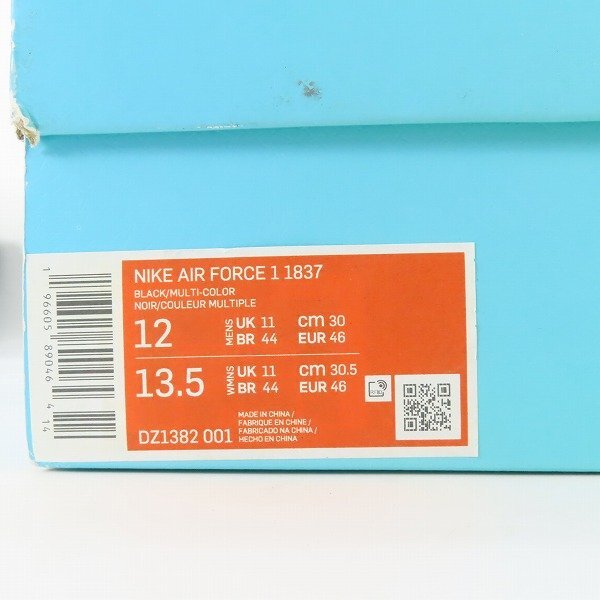 NIKE AIR FORCE 1 1837
BLACK/MULTI-COLOR
NOIR/COULEUR MULTIPLE
12 MENS UK 11 CM 30
BR 44 EUR 46
13.5 WMNS UK 11 CM 30.5
BR 44 EUR 46
RFID
DZ1382 001
MADE IN CHINA /
FABRIQUE EN CHINE /
FABRICADO NA CHINA /
HECHO EN CHINA
1 96605 89046 4 14